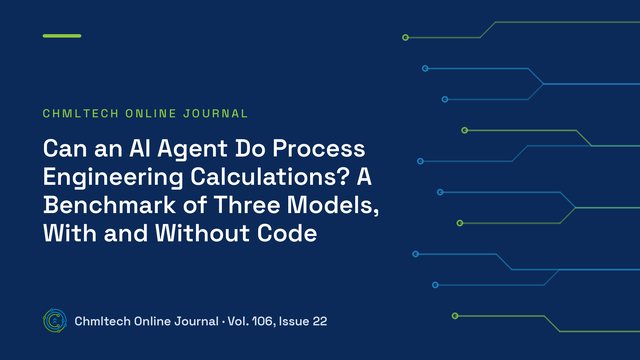 CHMLTECH ONLINE JOURNAL
Can an AI Agent Do Process
Engineering Calculations? A
Benchmark of Three Models,
With and Without Code
Chmltech Online Journal · Vol. 106, Issue 22